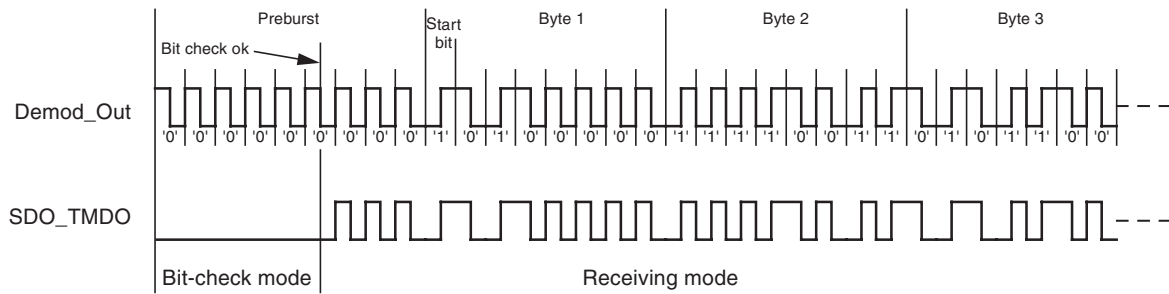 Preburst Byte 1 Byte 2 Byte 3
Start
bit
Bit check ok
Demod_Out
'0' '0' '0' '0' '0' '0' '0' '0' '0' '1' '0' '1' '0' '0' '0' '0' '0' '1' '1' '1' '1' '0' '0' '1' '1' '0' '1' '0' '1' '1' '0' '0'
SDO_TMDO
Bit-check mode Receiving mode